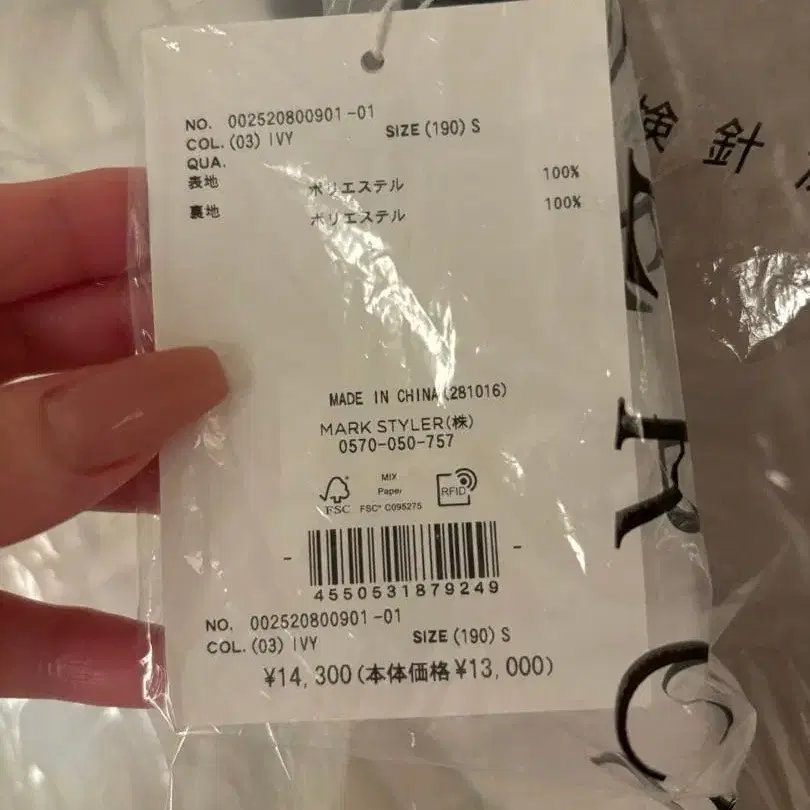 NO. 002520800901-01
COL. (03) IVY SIZE (190) S
QUA.
表地 ポリエステル 100%
裏地 ポリエステル 100%
MADE IN CHINA (281016)
MARK STYLER(株)
0570-050-757
MIX
Paper
FSC FSC® C095275
RFID
4550531879249
NO. 002520800901-01
COL. (03) IVY SIZE (190) S
¥14,300(本体価格¥13,000)
検針